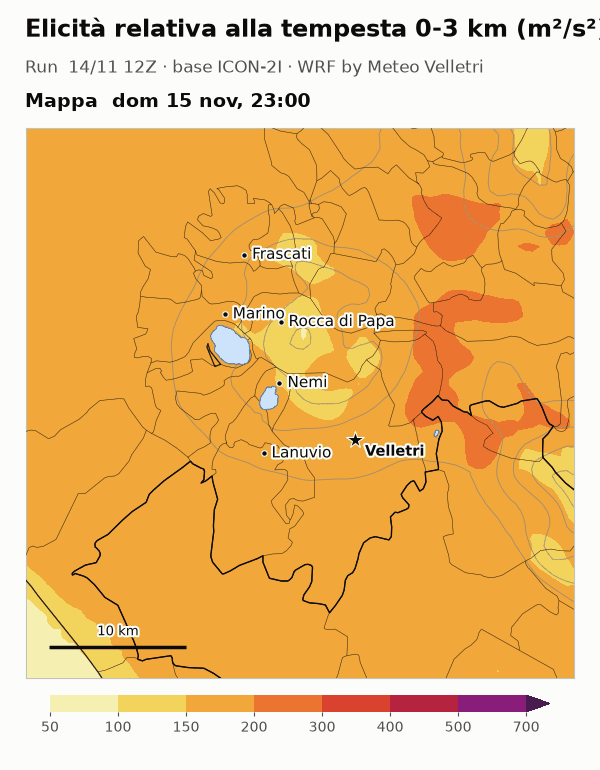 Elicità relativa alla tempesta 0-3 km (m²/s²)
Run  14/11 12Z · base ICON-2I · WRF by Meteo Velletri
Mappa  dom 15 nov, 23:00
Frascati
Marino
Rocca di Papa
Nemi
Velletri
Lanuvio
10 km
50 100 150 200 300 400 500 700